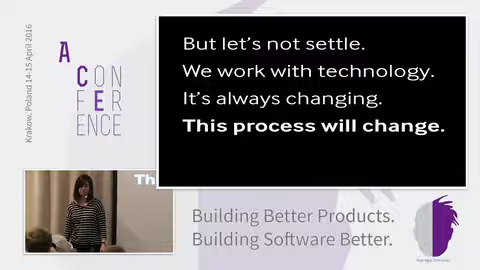 Krakow, Poland 14-15 April 2016
A
CON
FER
ENCE
But let's not settle.
We work with technology.
It's always changing.
This process will change.
Th
Building Better Products.
Building Software Better.